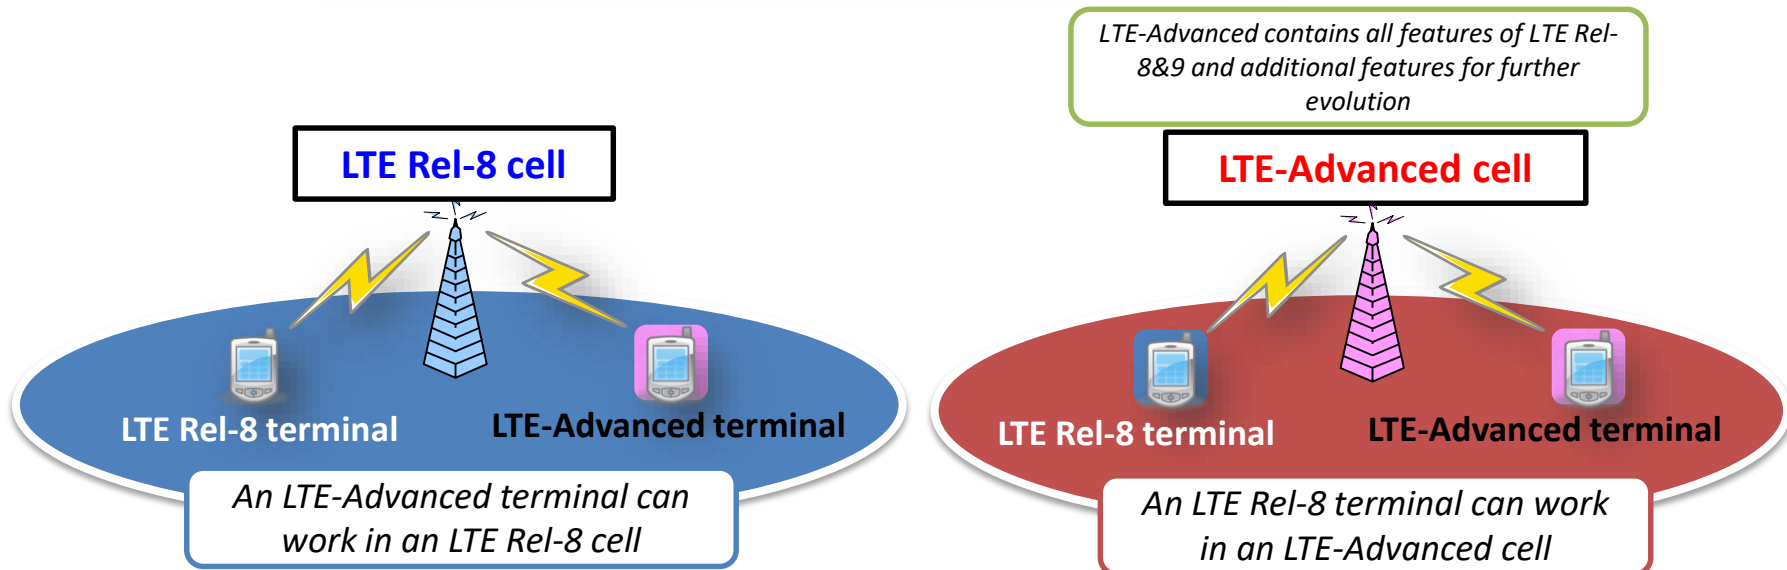 LTE Rel-8 cell
LTE Rel-8 terminal
LTE-Advanced terminal
An LTE-Advanced terminal can
work in an LTE Rel-8 cell
LTE-Advanced contains all features of LTE Rel-
8&9 and additional features for further
evolution
LTE-Advanced cell
LTE Rel-8 terminal
LTE-Advanced terminal
An LTE Rel-8 terminal can work
in an LTE-Advanced cell